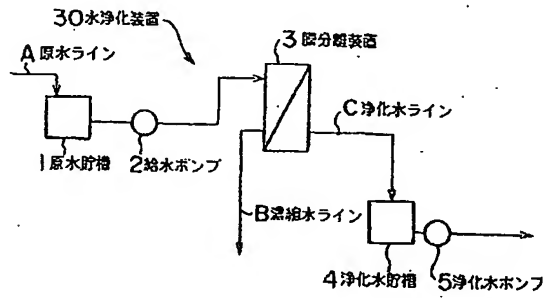 30水浄化装置
A原水ライン
3膜分離装置
C浄化水ライン
1原水貯槽
2給水ポンプ
B濃縮水ライン
4浄化水貯槽
5浄化水ポンプ